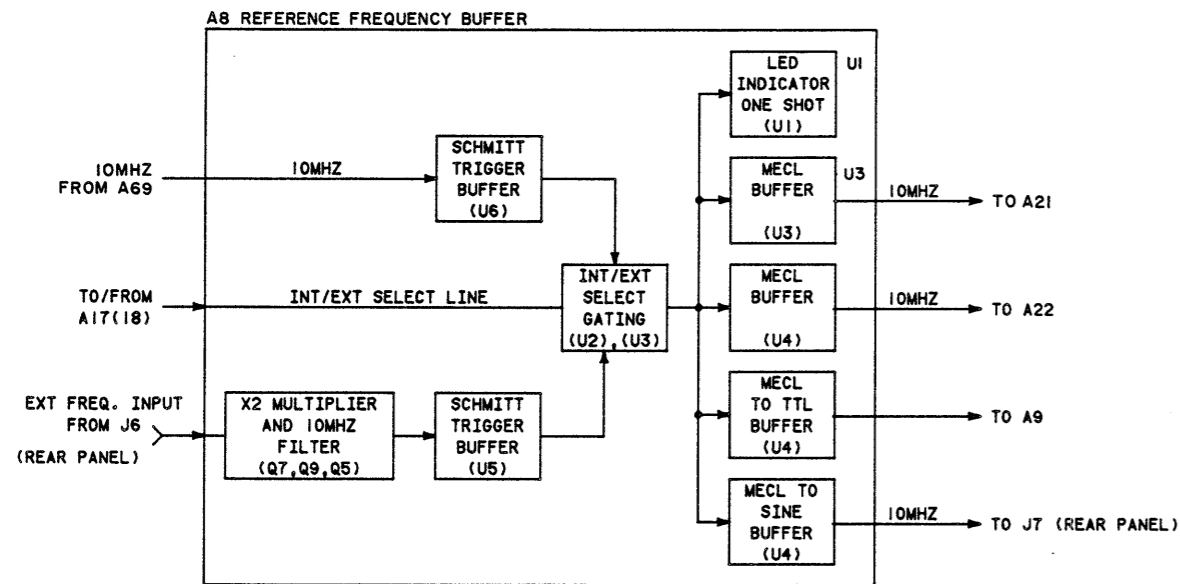 A8 REFERENCE FREQUENCY BUFFER
LED
INDICATOR
ONE SHOT
(U1)
U1
10MHZ
FROM A69
10MHZ
SCHMITT
TRIGGER
BUFFER
(U6)
MECL
BUFFER
(U3)
U3
10MHZ
TO A21
TO/FROM
A17(18)
INT/EXT SELECT LINE
INT/EXT
SELECT
GATING
(U2),(U3)
MECL
BUFFER
(U4)
10MHZ
TO A22
EXT FREQ. INPUT
FROM J6
(REAR PANEL)
X2 MULTIPLIER
AND 10MHZ
FILTER
(Q7,Q9,Q5)
SCHMITT
TRIGGER
BUFFER
(U5)
MECL
TO TTL
BUFFER
(U4)
TO A9
MECL TO
SINE
BUFFER
(U4)
10MHZ
TO J7 (REAR PANEL)